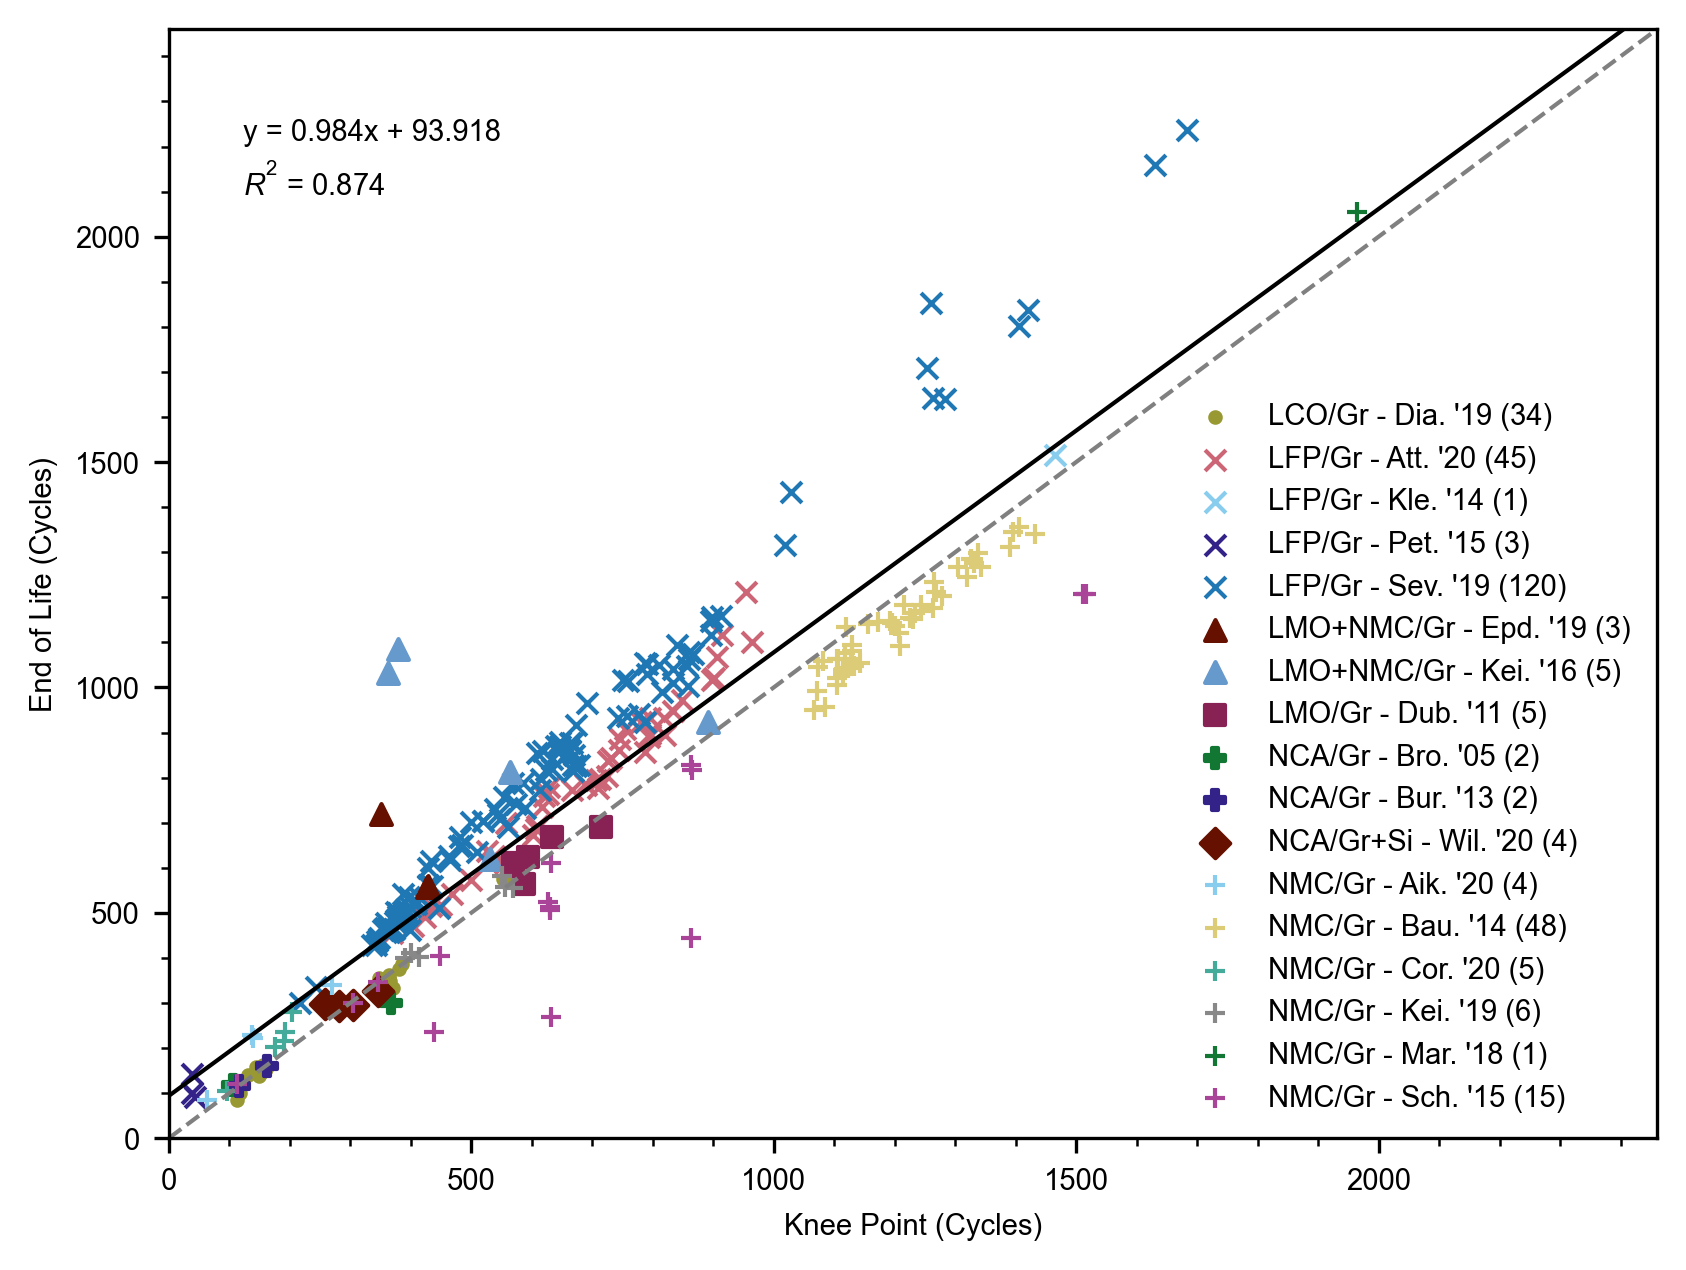 y = 0.984x + 93.918
R² = 0.874
End of Life (Cycles)
2000
1500
1000
500
0
LCO/Gr - Dia. '19 (34)
LFP/Gr - Att. '20 (45)
LFP/Gr - Kle. '14 (1)
LFP/Gr - Pet. '15 (3)
LFP/Gr - Sev. '19 (120)
LMO+NMC/Gr - Epd. '19 (3)
LMO+NMC/Gr - Kei. '16 (5)
LMO/Gr - Dub. '11 (5)
NCA/Gr - Bro. '05 (2)
NCA/Gr - Bur. '13 (2)
NCA/Gr+Si - Wil. '20 (4)
NMC/Gr - Aik. '20 (4)
NMC/Gr - Bau. '14 (48)
NMC/Gr - Cor. '20 (5)
NMC/Gr - Kei. '19 (6)
NMC/Gr - Mar. '18 (1)
NMC/Gr - Sch. '15 (15)
0 500 1000 1500 2000
Knee Point (Cycles)